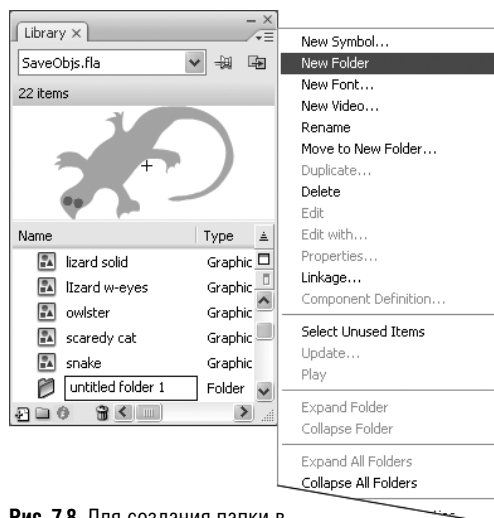 Library
SaveObjs.fla
22 items
Name Type
lizard solid Graphic
lIzard w-eyes Graphic
owlster Graphic
scaredy cat Graphic
snake Graphic
untitled folder 1 Folder
New Symbol...
New Folder
New Font...
New Video...
Rename
Move to New Folder...
Duplicate...
Delete
Edit
Edit with...
Properties...
Linkage...
Component Definition...
Select Unused Items
Update...
Play
Expand Folder
Collapse Folder
Expand All Folders
Collapse All Folders
Рис. 7.8. Для создания папки в